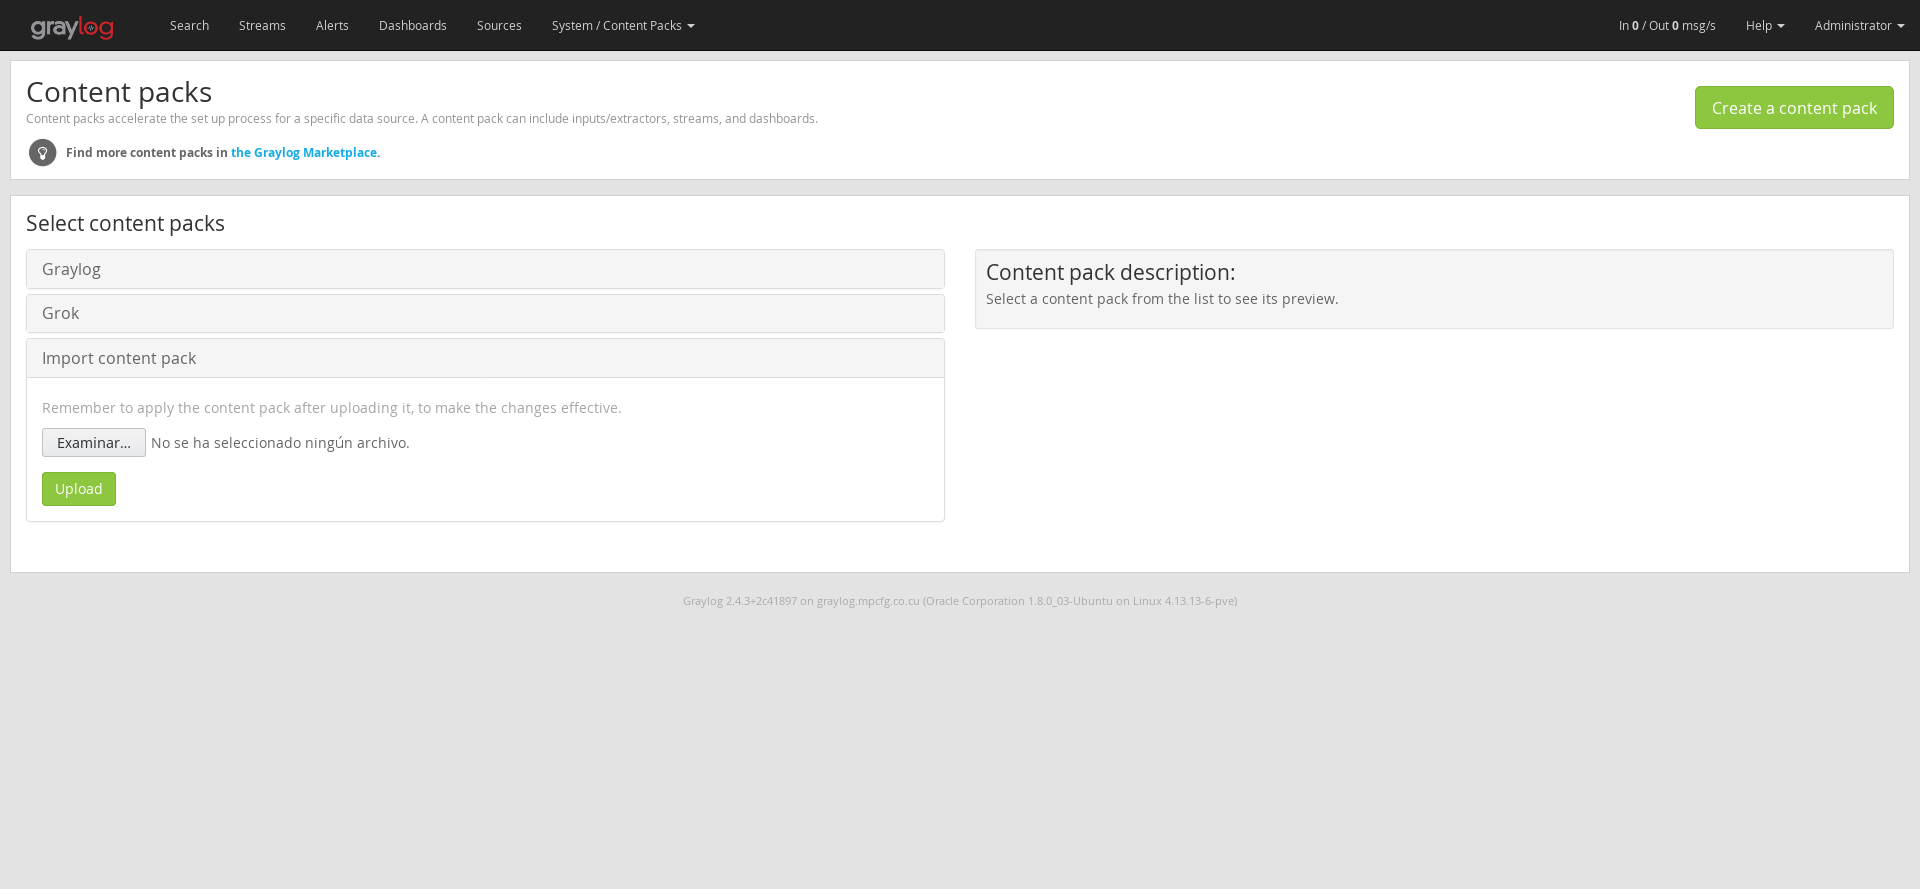 graylog
Search Streams Alerts Dashboards Sources System / Content Packs In 0 / Out 0 msg/s Help Administrator
Content packs
Content packs accelerate the set up process for a specific data source. A content pack can include inputs/extractors, streams, and dashboards.
Create a content pack
Find more content packs in the Graylog Marketplace.
Select content packs
Graylog
Grok
Import content pack
Remember to apply the content pack after uploading it, to make the changes effective.
Examinar... No se ha seleccionado ningún archivo.
Upload
Content pack description:
Select a content pack from the list to see its preview.
Graylog 2.4.3+2c41897 on graylog.mpcfg.co.cu (Oracle Corporation 1.8.0_03-Ubuntu on Linux 4.13.13-6-pve)